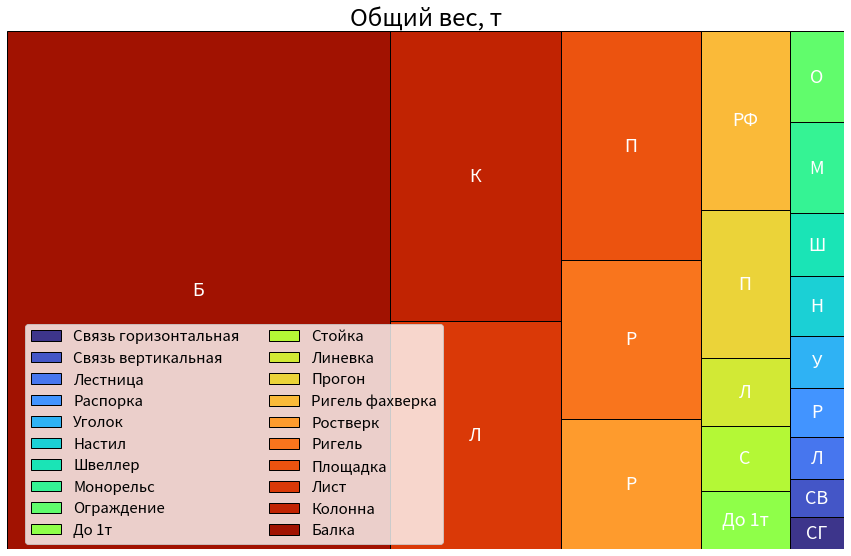 Общий вес, т
Б
К
Л
П
Р
Р
РФ
П
Л
С
До 1т
О
М
Ш
Н
У
Р
Л
СВ
СГ
Связь горизонтальная
Связь вертикальная
Лестница
Распорка
Уголок
Настил
Швеллер
Монорельс
Ограждение
До 1т
Стойка
Линевка
Прогон
Ригель фахверка
Ростверк
Ригель
Площадка
Лист
Колонна
Балка